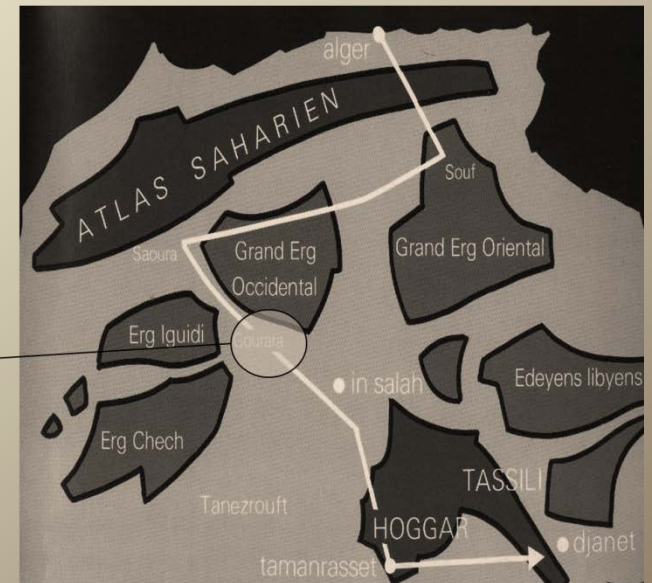 alger
ATLAS SAHARIEN
Souf
Saoura
Grand Erg
Occidental
Grand Erg Oriental
Erg Iguidi
Gourara
in salah
Edeyens libyens
Erg Chech
TASSILI
Tanezrouft
HOGGAR
djanet
tamanrasset